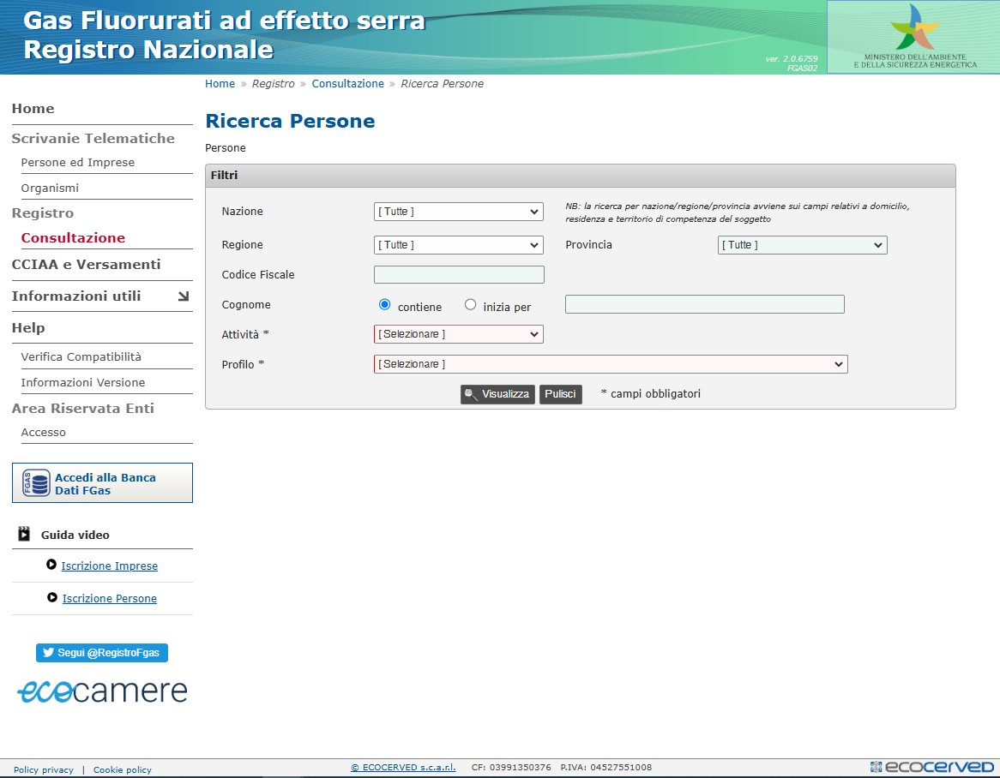 Gas Fluorurati ad effetto serra
Registro Nazionale
ver. 2.0.6759
FGAS02
MINISTERO DELL'AMBIENTE
E DELLA SICUREZZA ENERGETICA
Home » Registro » Consultazione » Ricerca Persone
Home
Scrivanie Telematiche
Persone ed Imprese
Organismi
Registro
Consultazione
CCIAA e Versamenti
Informazioni utili
Help
Verifica Compatibilità
Informazioni Versione
Area Riservata Enti
Accesso
FGAS
Accedi alla Banca
Dati FGas
Guida video
Iscrizione Imprese
Iscrizione Persone
Segui @RegistroFgas
ecocamere
Ricerca Persone
Persone
Filtri
Nazione [ Tutte ]
NB: la ricerca per nazione/regione/provincia avviene sui campi relativi a domicilio,
residenza e territorio di competenza del soggetto
Regione [ Tutte ] Provincia [ Tutte ]
Codice Fiscale
Cognome contiene inizia per
Attività * [ Selezionare ]
Profilo * [ Selezionare ]
Visualizza Pulisci * campi obbligatori
Policy privacy | Cookie policy
© ECOCERVED s.c.a.r.l. CF: 03991350376 P.IVA: 04527551008
ecocerved